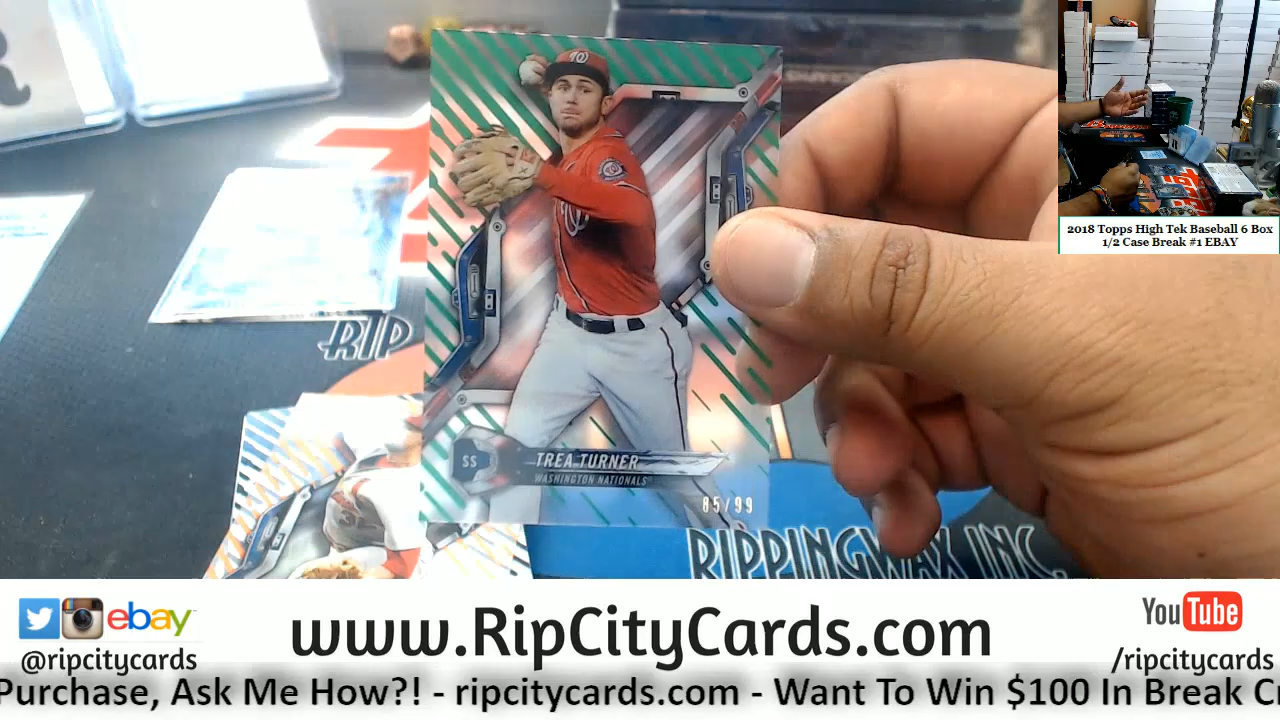 2018 Topps High Tek Baseball 6 Box
1/2 Case Break #1 EBAY
RIP
SS
TREA TURNER
WASHINGTON NATIONALS
85/99
RIPPINGWAX INC.
ebay
@ripcitycards
www.RipCityCards.com
YouTube
/ripcitycards
Purchase, Ask Me How?! - ripcitycards.com - Want To Win $100 In Break C